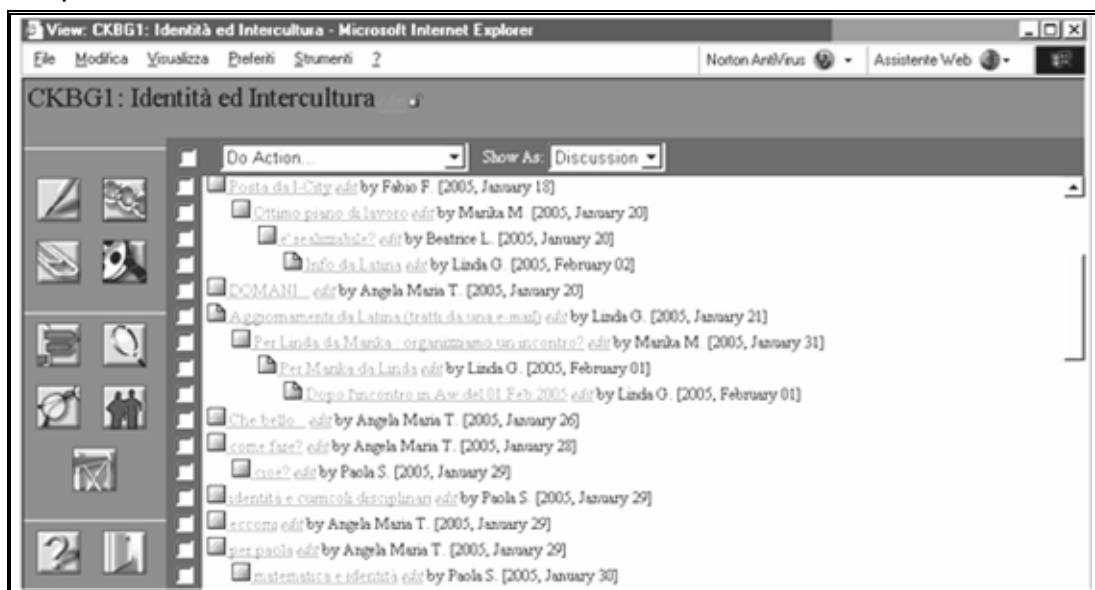 View: CKBG1: Identità ed Intercultura - Microsoft Internet Explorer
File Modifica Visualizza Preferiti Strumenti ? Norton AntiVirus Assistente Web
CKBG1: Identità ed Intercultura edit
Do Action... Show As: Discussion
Posta da I-City edit by Fabio F. [2005, January 18]
Ottimo piano di lavoro edit by Marika M. [2005, January 20]
e' realizzabile? edit by Beatrice L. [2005, January 20]
Info da Latina edit by Linda G. [2005, February 02]
DOMANI... edit by Angela Maria T. [2005, January 20]
Aggiornamenti da Latina (tratti da una e-mail) edit by Linda G. [2005, January 21]
Per Linda da Marika : organizziamo un incontro? edit by Marika M. [2005, January 31]
Per Marika da Linda edit by Linda G. [2005, February 01]
Dopo l'incontro in Aw del 01 Feb 2005 edit by Linda G. [2005, February 01]
Che bello... edit by Angela Maria T. [2005, January 26]
come fare? edit by Angela Maria T. [2005, January 28]
cioe? edit by Paola S. [2005, January 29]
identità e curricoli disciplinari edit by Paola S. [2005, January 29]
eccomi edit by Angela Maria T. [2005, January 29]
per paola edit by Angela Maria T. [2005, January 29]
matematica e identità edit by Paola S. [2005, January 30]